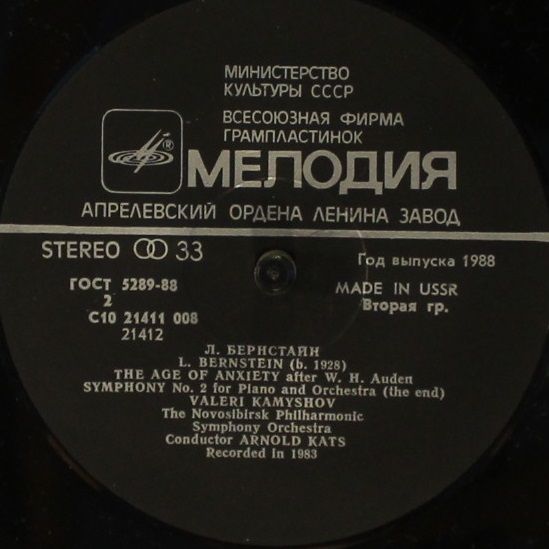 МИНИСТЕРСТВО
КУЛЬТУРЫ СССР
ВСЕСОЮЗНАЯ ФИРМА
ГРАМПЛАСТИНОК
®
МЕЛОДИЯ
АПРЕЛЕВСКИЙ ОРДЕНА ЛЕНИНА ЗАВОД
STEREO 33
Год выпуска 1988
ГОСТ 5289-88
MADE IN USSR
2
Вторая гр.
С10 21411 008
21412
Л. БЕРНСТАЙН
L. BERNSTEIN (b. 1928)
THE AGE OF ANXIETY after W. H. Auden
SYMPHONY No. 2 for Piano and Orchestra (the end)
VALERI KAMYSHOV
The Novosibirsk Philharmonic
Symphony Orchestra
Conductor ARNOLD KATS
Recorded in 1983